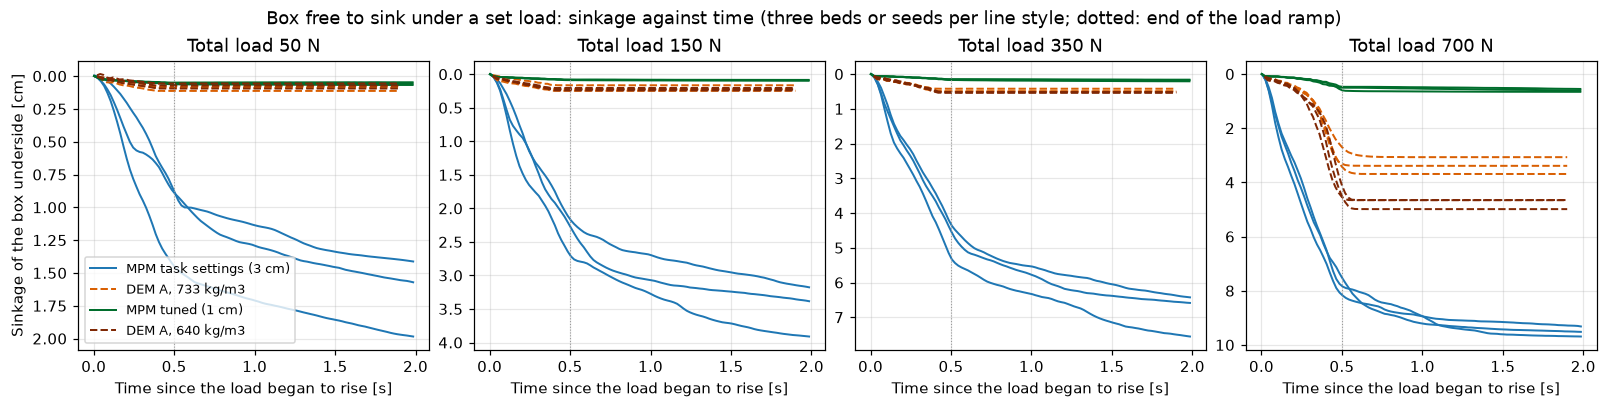 Box free to sink under a set load: sinkage against time (three beds or seeds per line style; dotted: end of the load ramp)
Total load 50 N
Total load 150 N
Total load 350 N
Total load 700 N
Sinkage of the box underside [cm]
0.00
0.25
0.50
0.75
1.00
1.25
1.50
1.75
2.00
MPM task settings (3 cm)
DEM A, 733 kg/m3
MPM tuned (1 cm)
DEM A, 640 kg/m3
0.0 0.5 1.0 1.5 2.0
Time since the load began to rise [s]
0.0
0.5
1.0
1.5
2.0
2.5
3.0
3.5
4.0
0.0 0.5 1.0 1.5 2.0
Time since the load began to rise [s]
0
1
2
3
4
5
6
7
0.0 0.5 1.0 1.5 2.0
Time since the load began to rise [s]
0
2
4
6
8
10
0.0 0.5 1.0 1.5 2.0
Time since the load began to rise [s]